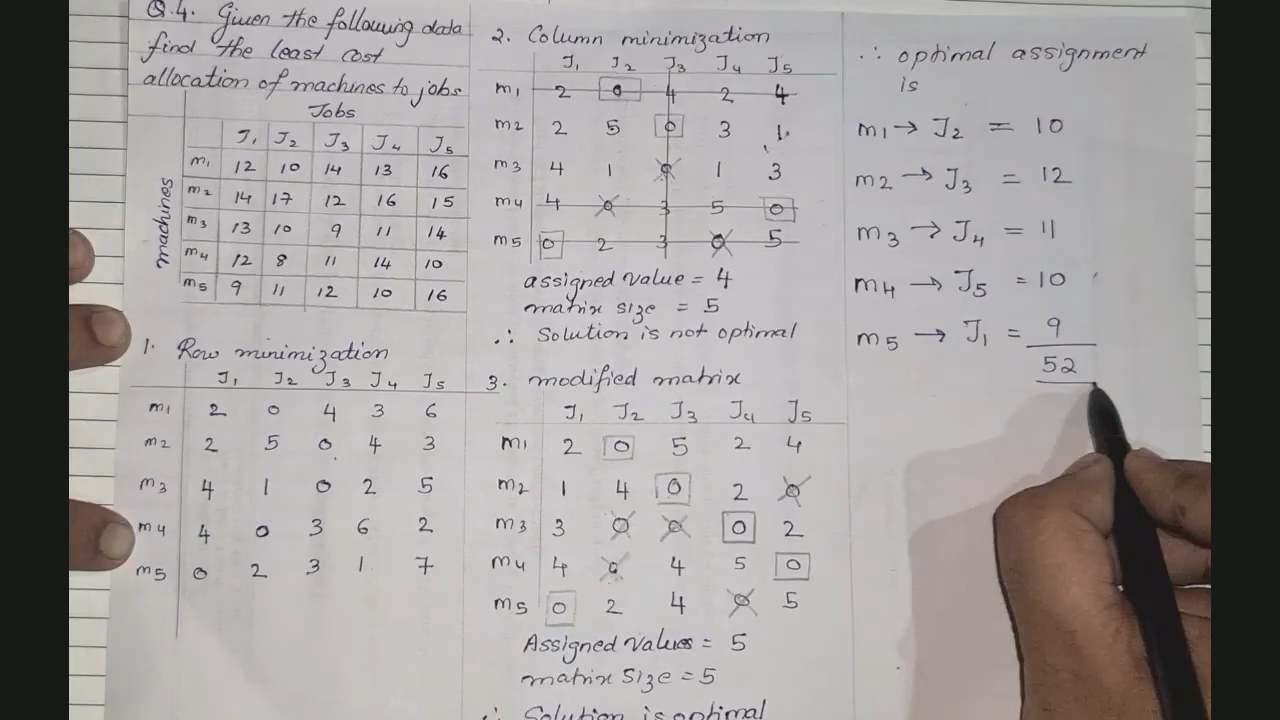 Q.4. Given the following data
find the least cost
allocation of machines to jobs
Jobs
machines
J1 J2 J3 J4 J5
m1 12 10 14 13 16
m2 14 17 12 16 15
m3 13 10 9 11 14
m4 12 8 11 14 10
m5 9 11 12 10 16
1. Row minimization
J1 J2 J3 J4 J5
m1 2 0 4 3 6
m2 2 5 0 4 3
m3 4 1 0 2 5
m4 4 0 3 6 2
m5 0 2 3 1 7
2. Column minimization
J1 J2 J3 J4 J5
m1 2 0 4 2 4
m2 2 5 0 3 1
m3 4 1 0 1 3
m4 4 0 3 5 0
m5 0 2 3 0 5
assigned value = 4
matrix size = 5
∴ Solution is not optimal
3. modified matrix
J1 J2 J3 J4 J5
m1 2 0 5 2 4
m2 1 4 0 2 0
m3 3 0 0 0 2
m4 4 0 4 5 0
m5 0 2 4 0 5
Assigned values = 5
matrix size = 5
∴ Solution is optimal
∴ optimal assignment
is
m1 → J2 = 10
m2 → J3 = 12
m3 → J4 = 11
m4 → J5 = 10
m5 → J1 = 9
52